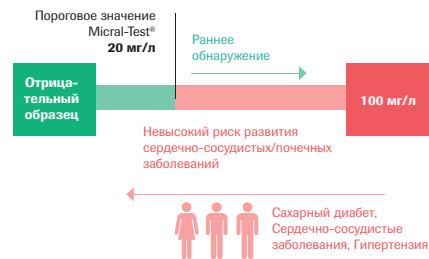 Пороговое значение
Micral-Test®
20 мг/л
Раннее
обнаружение
Отрица-
тельный
образец
100 мг/л
Невысокий риск развития
сердечно-сосудистых/почечных
заболеваний
Сахарный диабет,
Сердечно-сосудистые
заболевания, Гипертензия